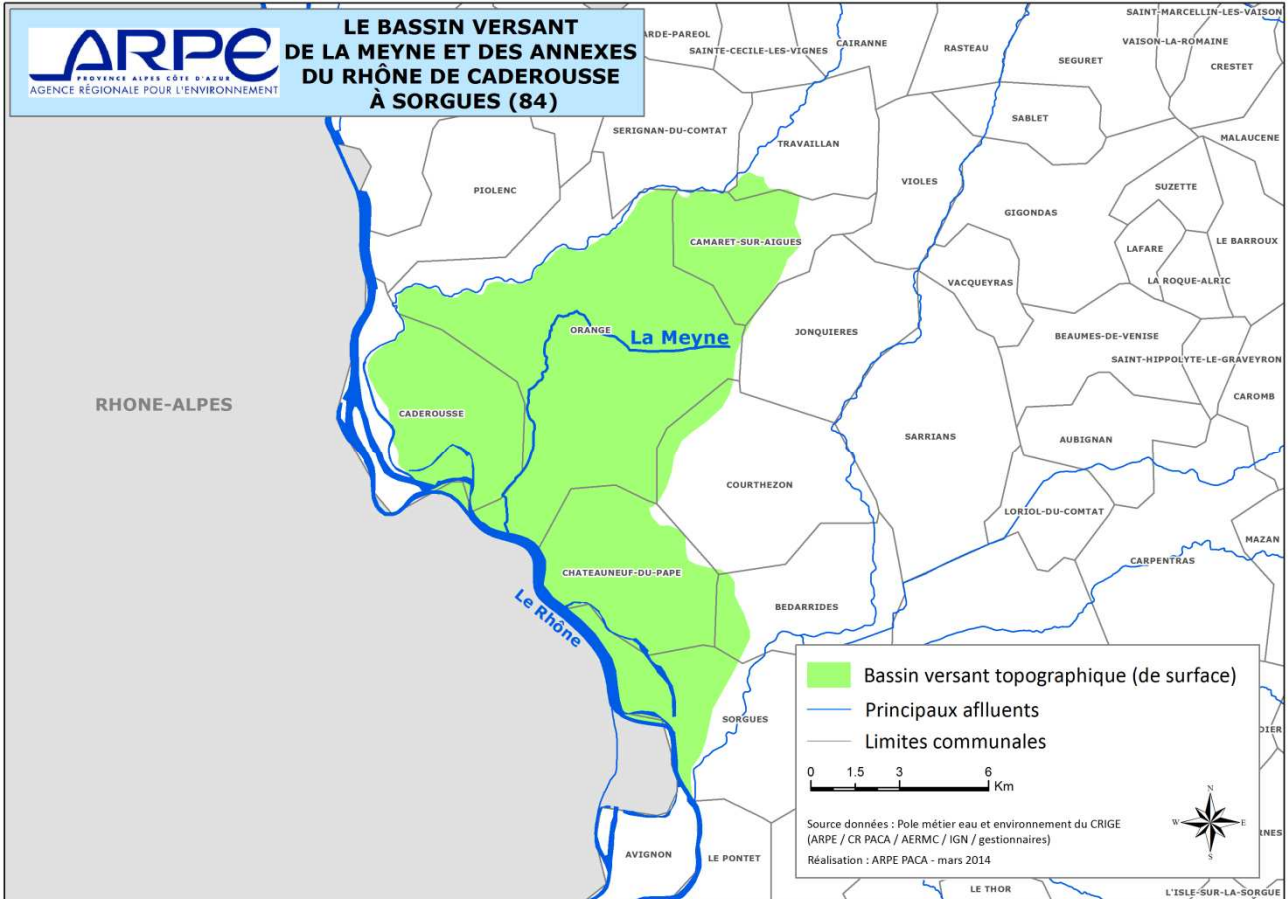 ARPE
PROVENCE ALPES CÔTE D'AZUR
AGENCE RÉGIONALE POUR L'ENVIRONNEMENT
LE BASSIN VERSANT
DE LA MEYNE ET DES ANNEXES
DU RHÔNE DE CADEROUSSE
À SORGUES (84)
ARDE-PAREOL
SAINTE-CECILE-LES-VIGNES
CAIRANNE
RASTEAU
SEGURET
SAINT-MARCELLIN-LES-VAISON
VAISON-LA-ROMAINE
CRESTET
SERIGNAN-DU-COMTAT
TRAVAILLAN
SABLET
MALAUCENE
PIOLENC
VIOLES
SUZETTE
GIGONDAS
CAMARET-SUR-AIGUES
LAFARE
LE BARROUX
VACQUEYRAS
LA ROQUE-ALRIC
ORANGE
La Meyne
JONQUIERES
BEAUMES-DE-VENISE
SAINT-HIPPOLYTE-LE-GRAVEYRON
RHONE-ALPES
CADEROUSSE
CAROMB
SARRIANS
AUBIGNAN
COURTHEZON
LORIOL-DU-COMTAT
MAZAN
CHATEAUNEUF-DU-PAPE
CARPENTRAS
Le Rhône
BEDARRIDES
SORGUES
AVIGNON
LE PONTET
Bassin versant topographique (de surface)
Principaux aflluents
Limites communales
0 1.5 3 6
Km
Source données : Pole métier eau et environnement du CRIGE
(ARPE / CR PACA / AERMC / IGN / gestionnaires)
Réalisation : ARPE PACA - mars 2014
N
W E
S
DIER
NES
LE THOR
L'ISLE-SUR-LA-SORGUE